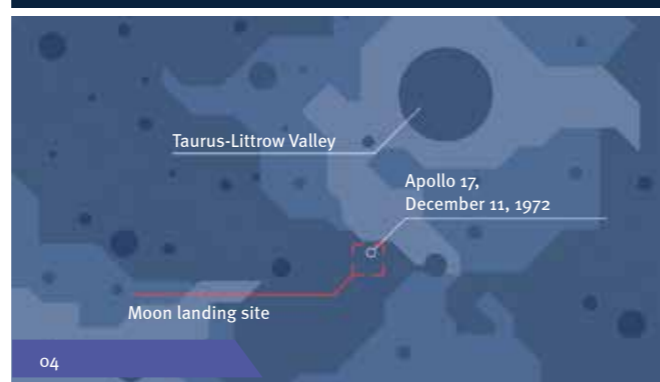 Taurus-Littrow Valley
Apollo 17,
December 11, 1972
Moon landing site
04